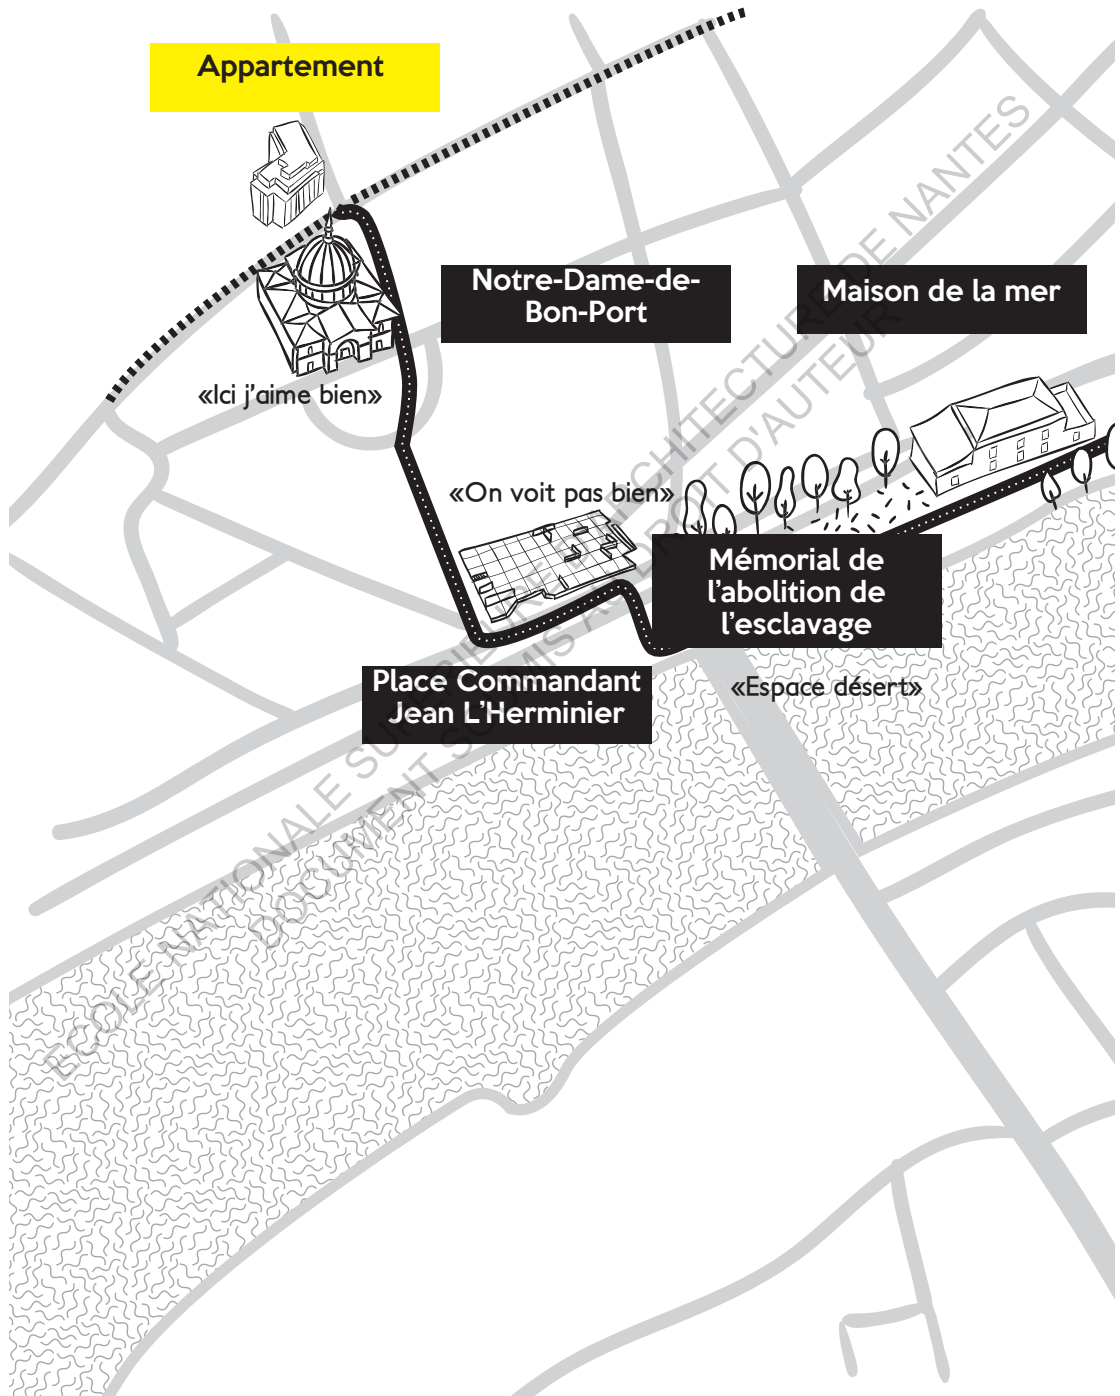 Appartement
Notre-Dame-de-
Bon-Port
Maison de la mer
«Ici j'aime bien»
«On voit pas bien»
Mémorial de
l'abolition de
l'esclavage
Place Commandant
Jean L'Herminier
«Espace désert»
ECOLE NATIONALE SUPERIEURE D'ARCHITECTURE DE NANTES
DOCUMENT SOUMIS AU DROIT D'AUTEUR